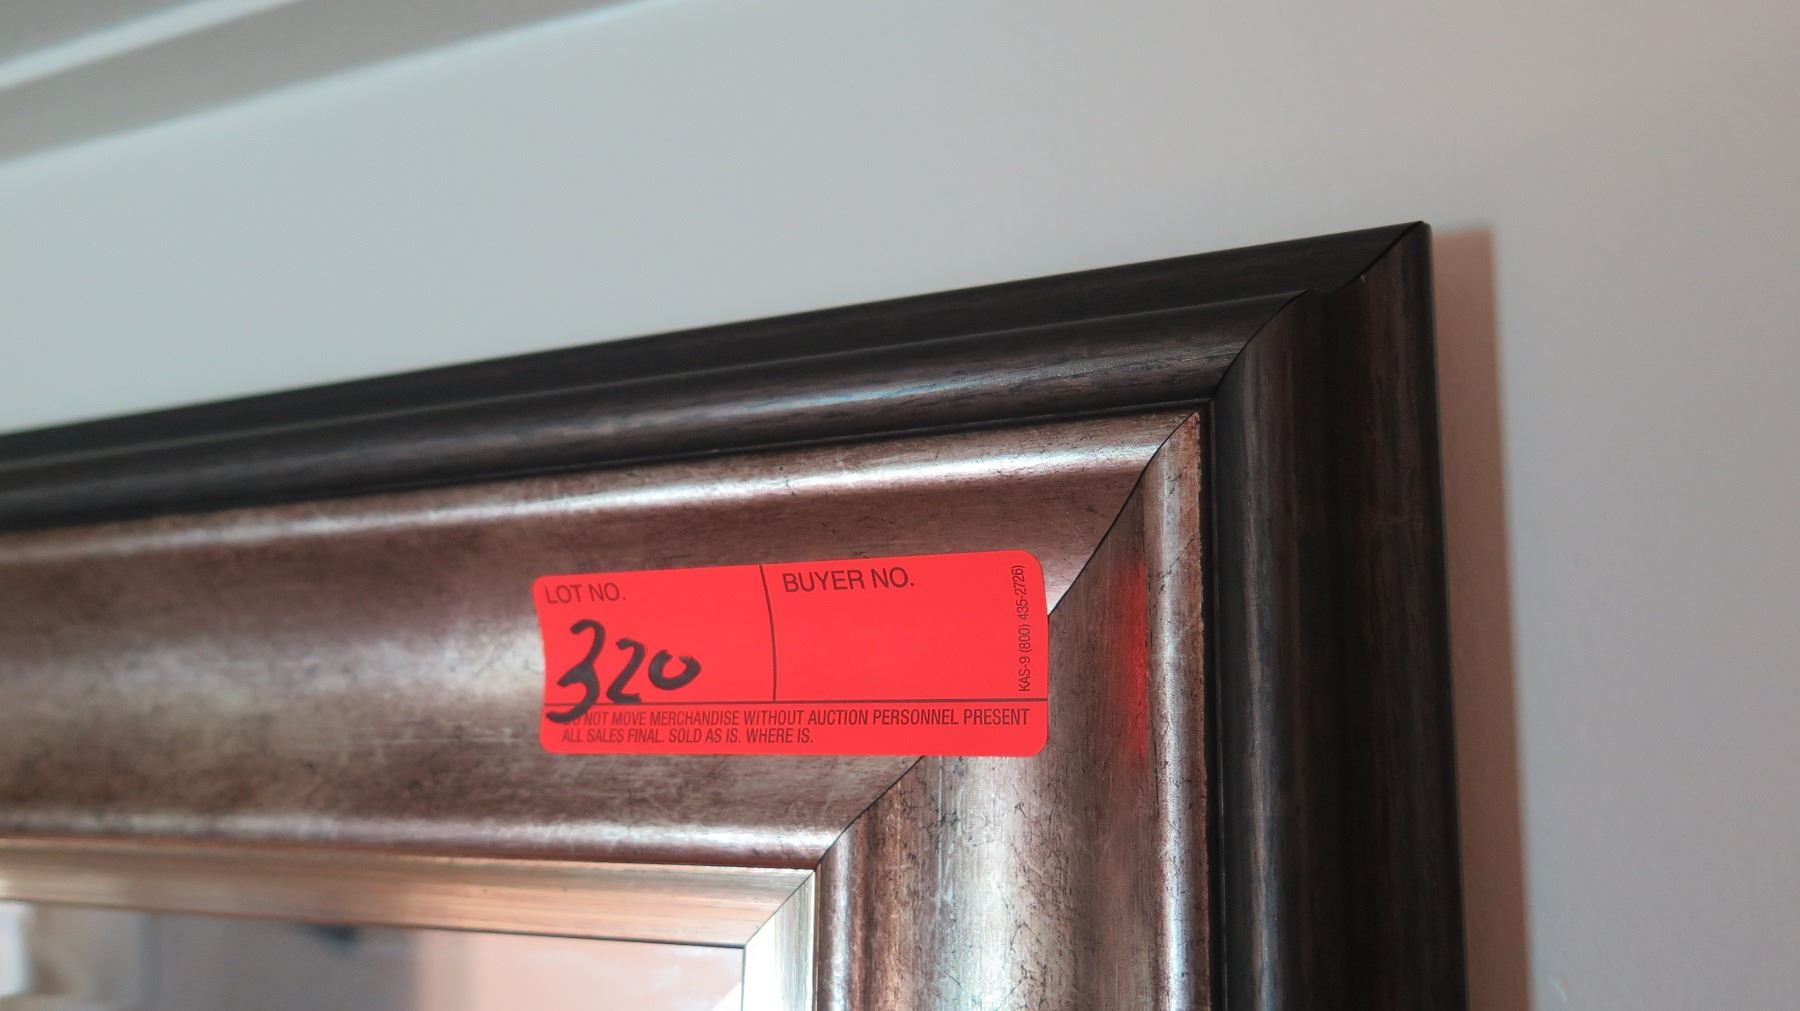 LOT NO.
320
BUYER NO.
KAS-9 (800) 435-2726)
DO NOT MOVE MERCHANDISE WITHOUT AUCTION PERSONNEL PRESENT
ALL SALES FINAL. SOLD AS IS. WHERE IS.